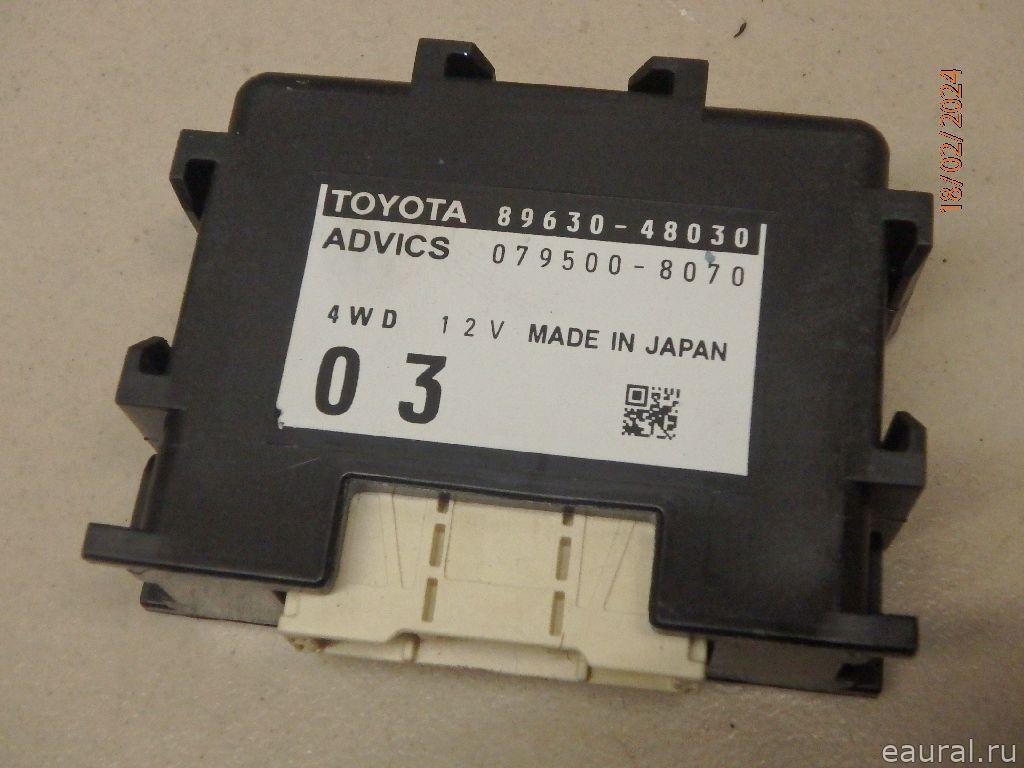 TOYOTA 89630-48030
ADVICS 079500-8070
4WD 12V MADE IN JAPAN
03
18/02/2024
eaural.ru